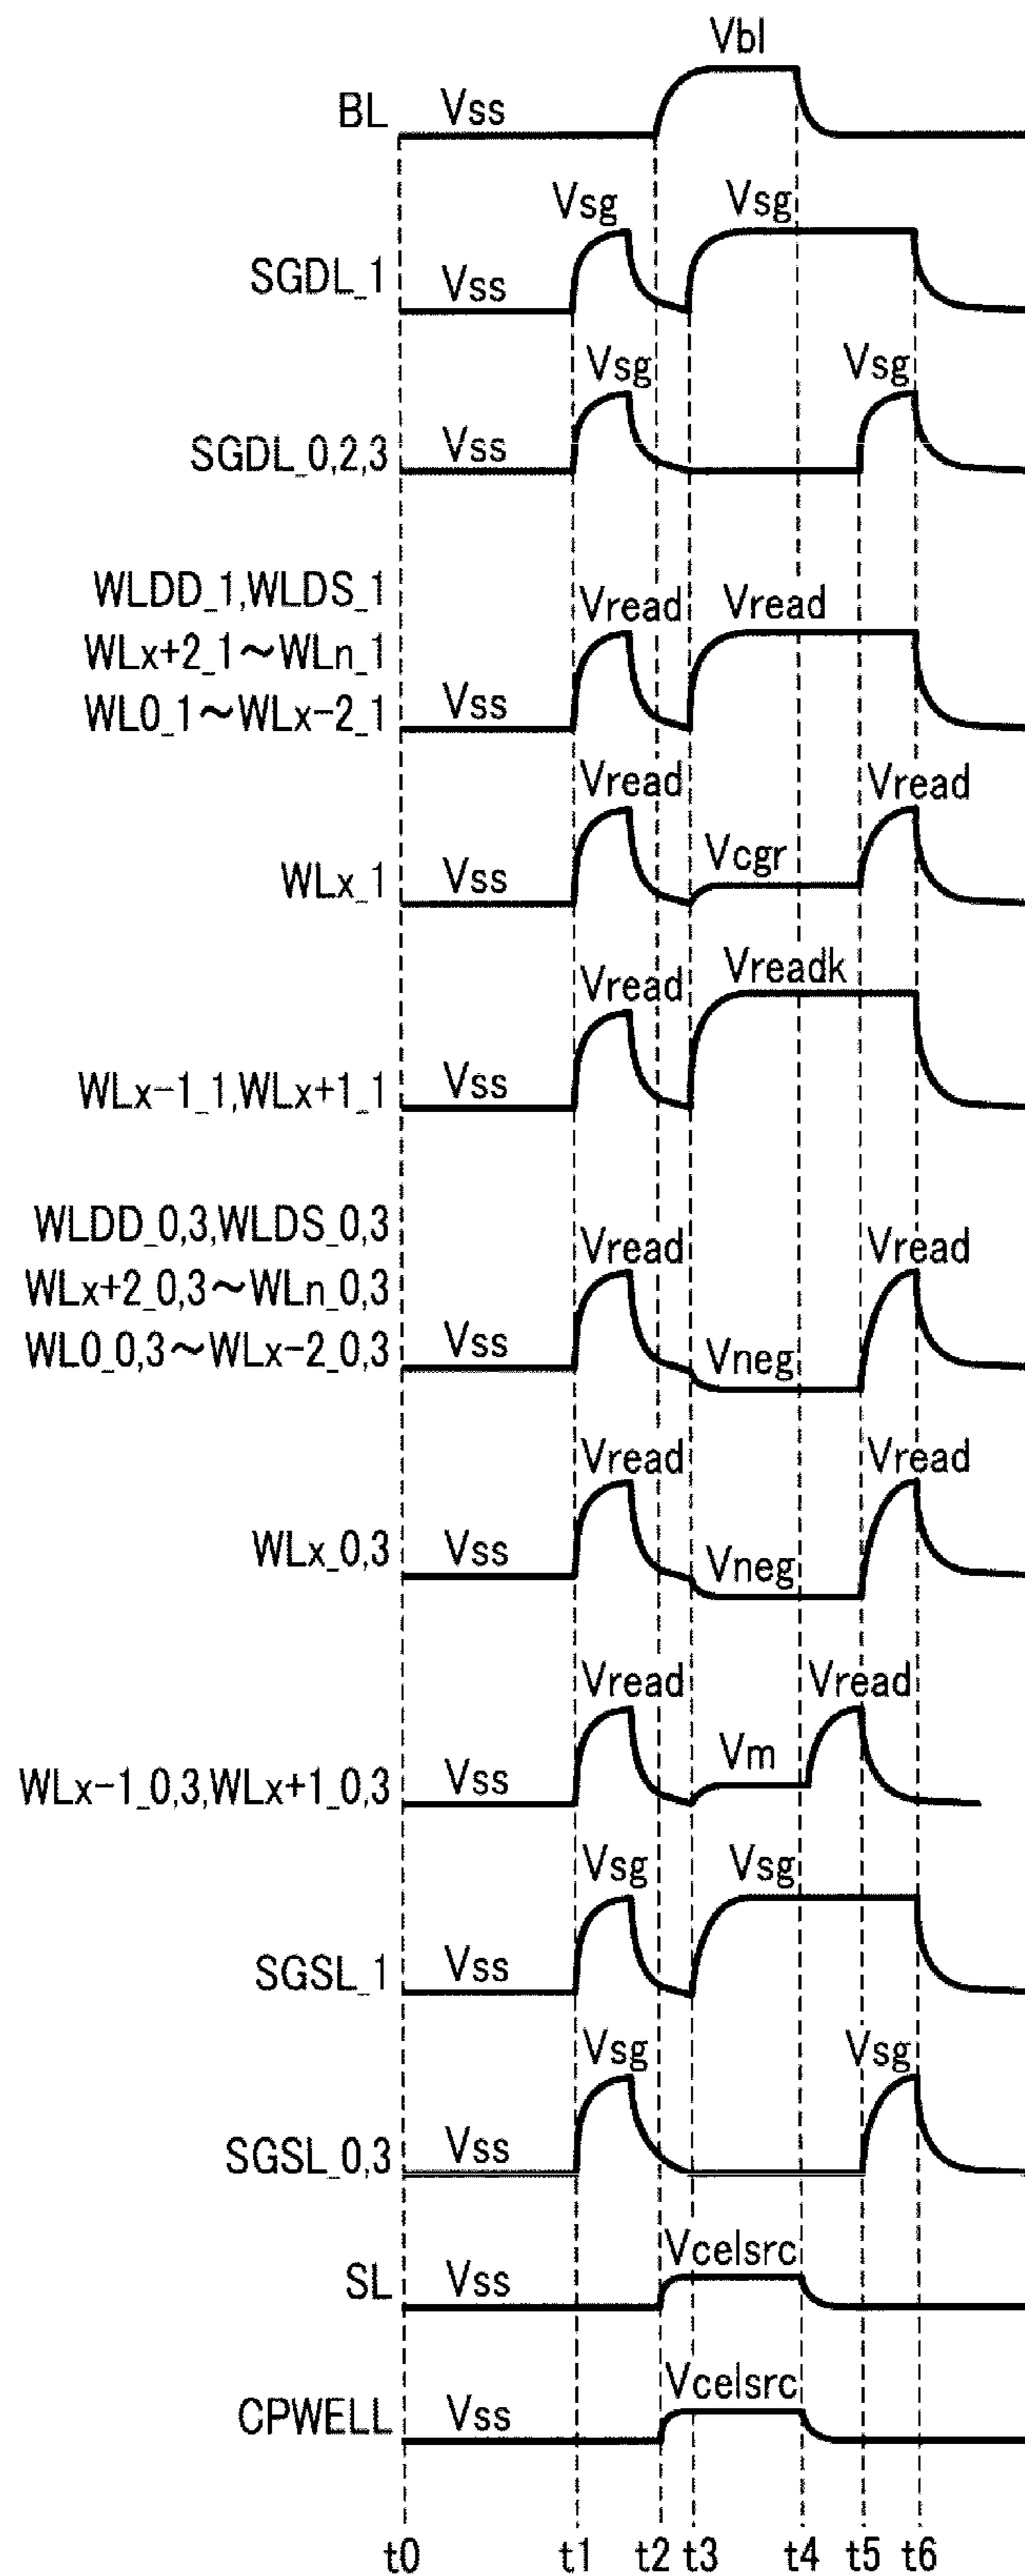 Vbl
BL Vss
Vsg Vsg
SGDL_1 Vss
Vsg Vsg
SGDL_0,2,3 Vss
WLDD_1,WLDS_1
Vread Vread
WLx+2_1~WLn_1
WL0_1~WLx-2_1 Vss
Vread Vread
WLx_1 Vss Vcgr
Vread Vreadk
WLx-1_1,WLx+1_1 Vss
WLDD_0,3,WLDS_0,3
Vread Vread
WLx+2_0,3~WLn_0,3
WL0_0,3~WLx-2_0,3 Vss Vneg
Vread Vread
WLx_0,3 Vss Vneg
Vread Vread
Vm
WLx-1_0,3,WLx+1_0,3 Vss
Vsg Vsg
SGSL_1 Vss
Vsg Vsg
SGSL_0,3 Vss
Vcelsrc
SL Vss
Vcelsrc
CPWELL Vss
t0 t1 t2 t3 t4 t5 t6